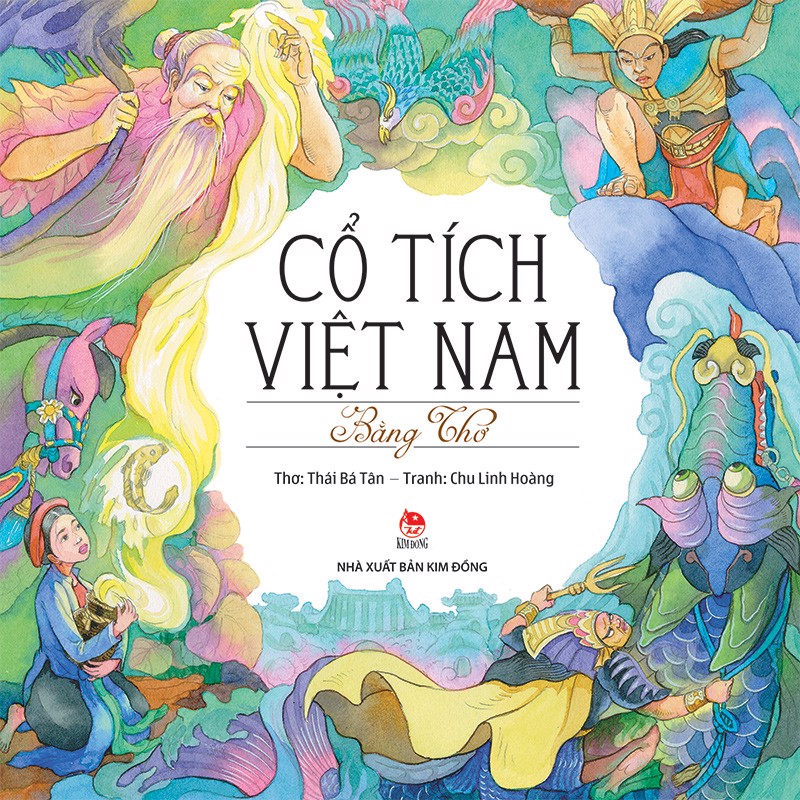 CỔ TÍCH
VIỆT NAM
Bằng Thơ
Thơ: Thái Bá Tân – Tranh: Chu Linh Hoàng
KIM ĐỒNG
NHÀ XUẤT BẢN KIM ĐỒNG